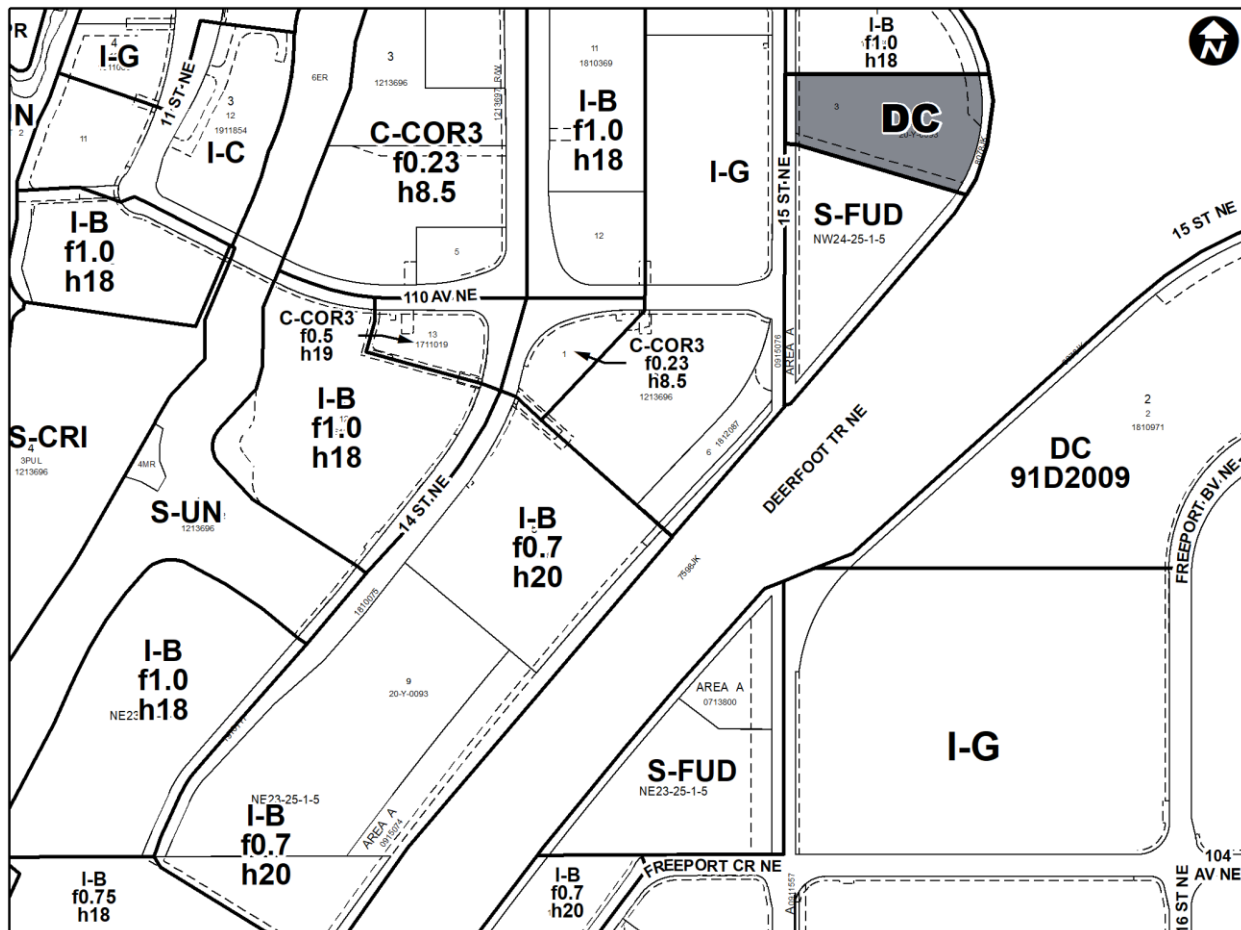 PR
I-G
11
11 ST NE
3
12
1911854
I-C
6ER
3
1213696
C-COR3
f0.23
h8.5
5
11
1810369
I-B
f1.0
h18
12
I-G
15 ST NE
I-B
f1.0
h18
N
3
DC
8078JK
S-FUD
NW24-25-1-5
15 ST NE
I-B
f1.0
h18
110 AV NE
C-COR3
f0.5
h19
13
1711019
1
C-COR3
f0.23
h8.5
1213696
0915076
AREA A
6
1812087
I-B
f1.0
h18
S-CRI
4
3PUL
1213696
4MR
S-UN
1213696
14 ST NE
I-B
f0.7
h20
DEERFOOT TR NE
7598JK
2
2
1810971
DC
91D2009
FREEPORT BV NE
1810075
I-B
f1.0
h18
9
20-Y-0093
AREA A
0713800
S-FUD
NE23-25-1-5
I-G
NE23-25-1-5
I-B
f0.7
h20
AREA A
0915074
I-B
f0.75
h18
I-B
f0.7
h20
FREEPORT CR NE
0911557
A
104
AV NE
16 ST NE